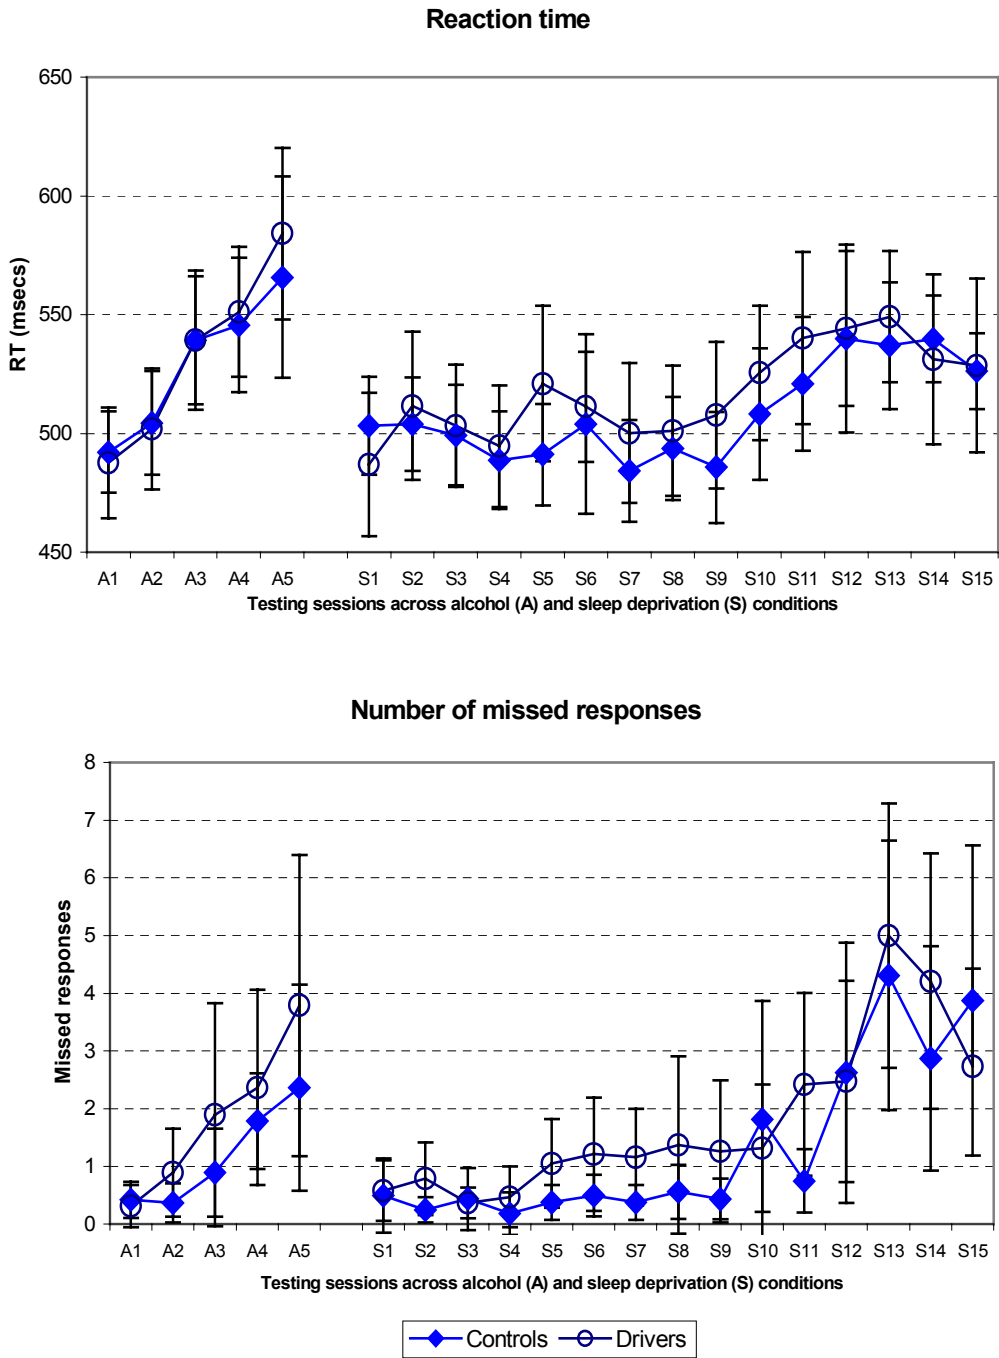 Reaction time
650
600
550
500
450
RT (msecs)
A1 A2 A3 A4 A5 S1 S2 S3 S4 S5 S6 S7 S8 S9 S10 S11 S12 S13 S14 S15
Testing sessions across alcohol (A) and sleep deprivation (S) conditions
Number of missed responses
8
7
6
5
4
3
2
1
0
Missed responses
A1 A2 A3 A4 A5 S1 S2 S3 S4 S5 S6 S7 S8 S9 S10 S11 S12 S13 S14 S15
Testing sessions across alcohol (A) and sleep deprivation (S) conditions
Controls Drivers